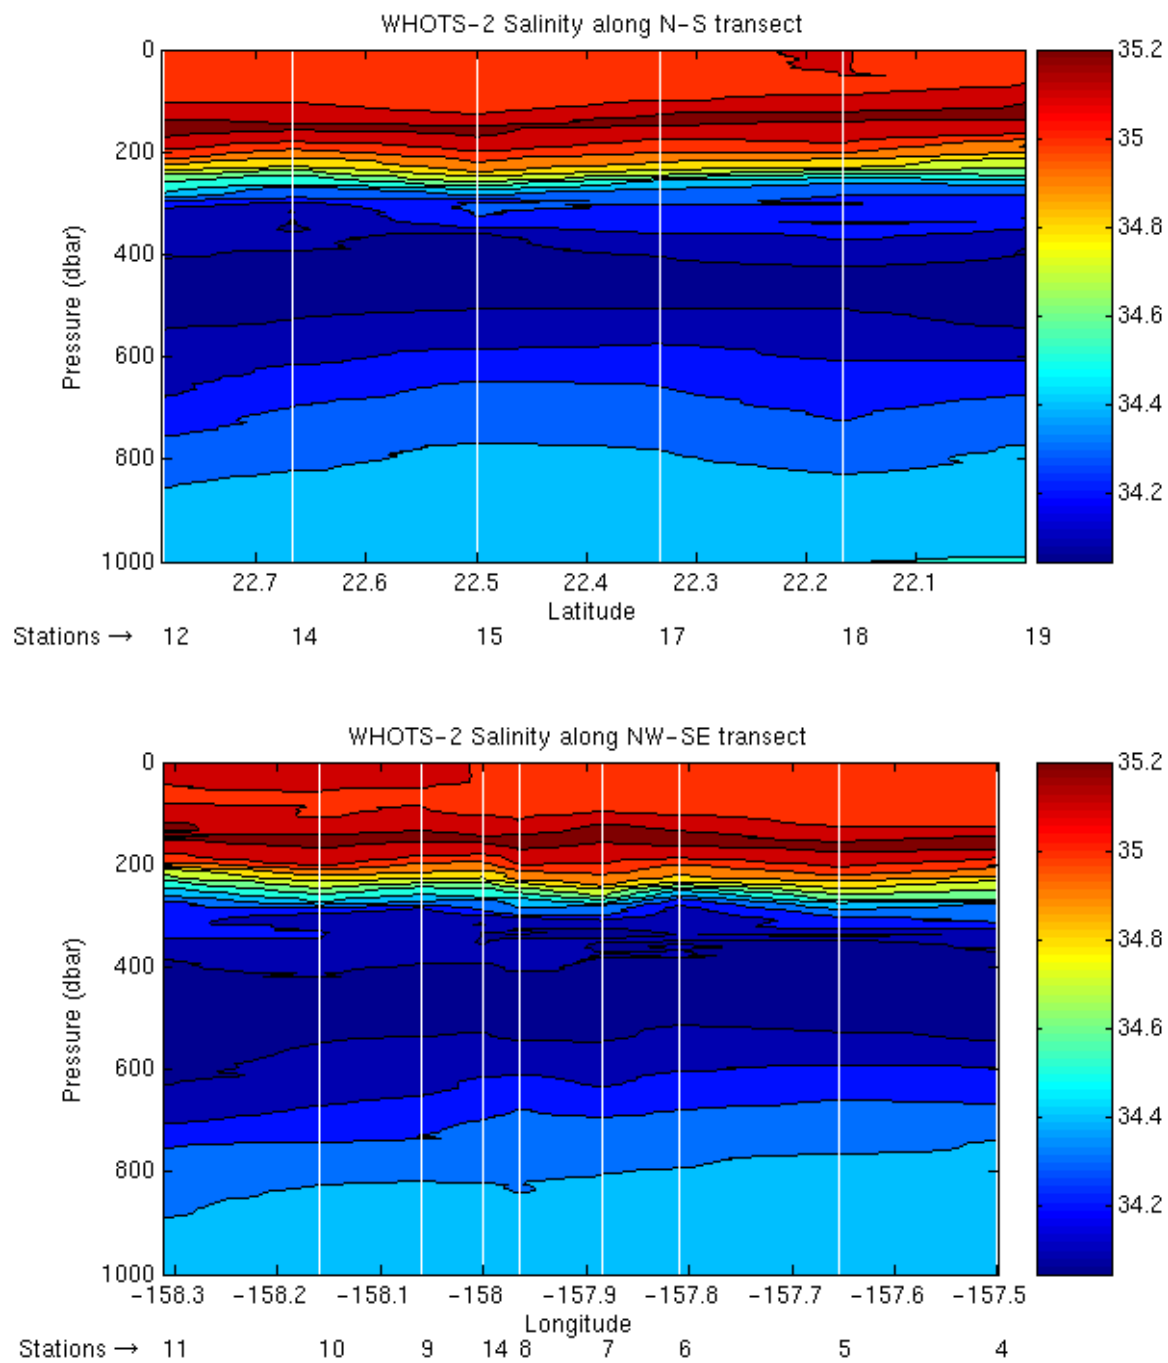 WHOTS-2 Salinity along N-S transect
0
200
400
600
800
1000
Pressure (dbar)
22.7 22.6 22.5 22.4 22.3 22.2 22.1
Latitude
Stations → 12 14 15 17 18 19
35.2
35
34.8
34.6
34.4
34.2
WHOTS-2 Salinity along NW-SE transect
0
200
400
600
800
1000
Pressure (dbar)
-158.3 -158.2 -158.1 -158 -157.9 -157.8 -157.7 -157.6 -157.5
Longitude
Stations → 11 10 9 14 8 7 6 5 4
35.2
35
34.8
34.6
34.4
34.2